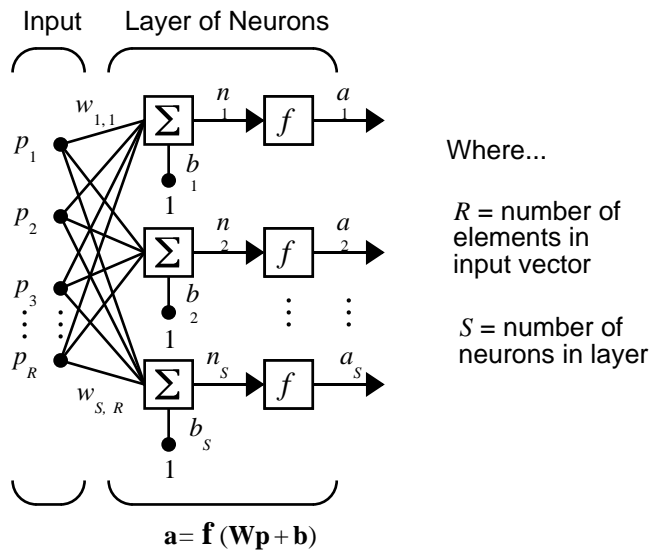 Input
Layer of Neurons
w1,1
n1
a1
Σ
f
p1
b1
1
p2
n2
a2
Σ
f
p3
b2
1
pR
nS
aS
Σ
f
wS, R
bS
1
a= f (Wp+b)
Where...
R = number of
elements in
input vector
S = number of
neurons in layer